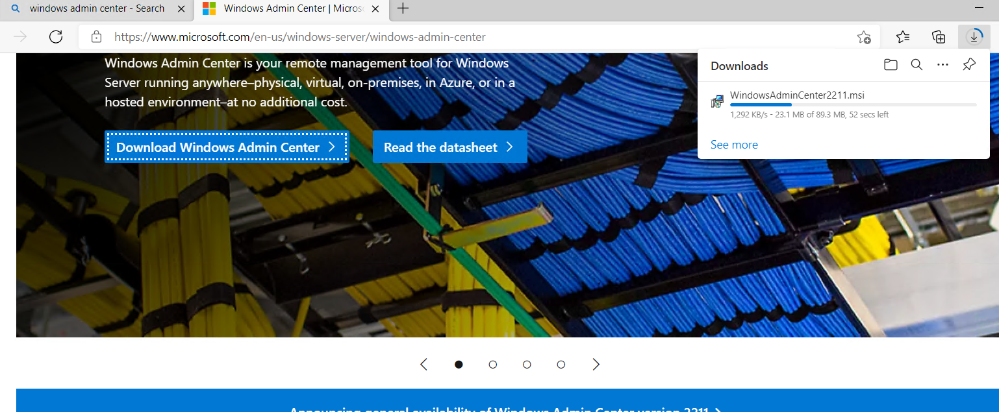 windows admin center - Search
Windows Admin Center | Micros
https://www.microsoft.com/en-us/windows-server/windows-admin-center
Windows Admin Center is your remote management tool for Windows
Server running anywhere–physical, virtual, on-premises, in Azure, or in a
hosted environment–at no additional cost.
Download Windows Admin Center
Read the datasheet
Downloads
WindowsAdminCenter2211.msi
1,292 KB/s - 23.1 MB of 89.3 MB, 52 secs left
See more
Announcing general availability of Windows Admin Center version 2211